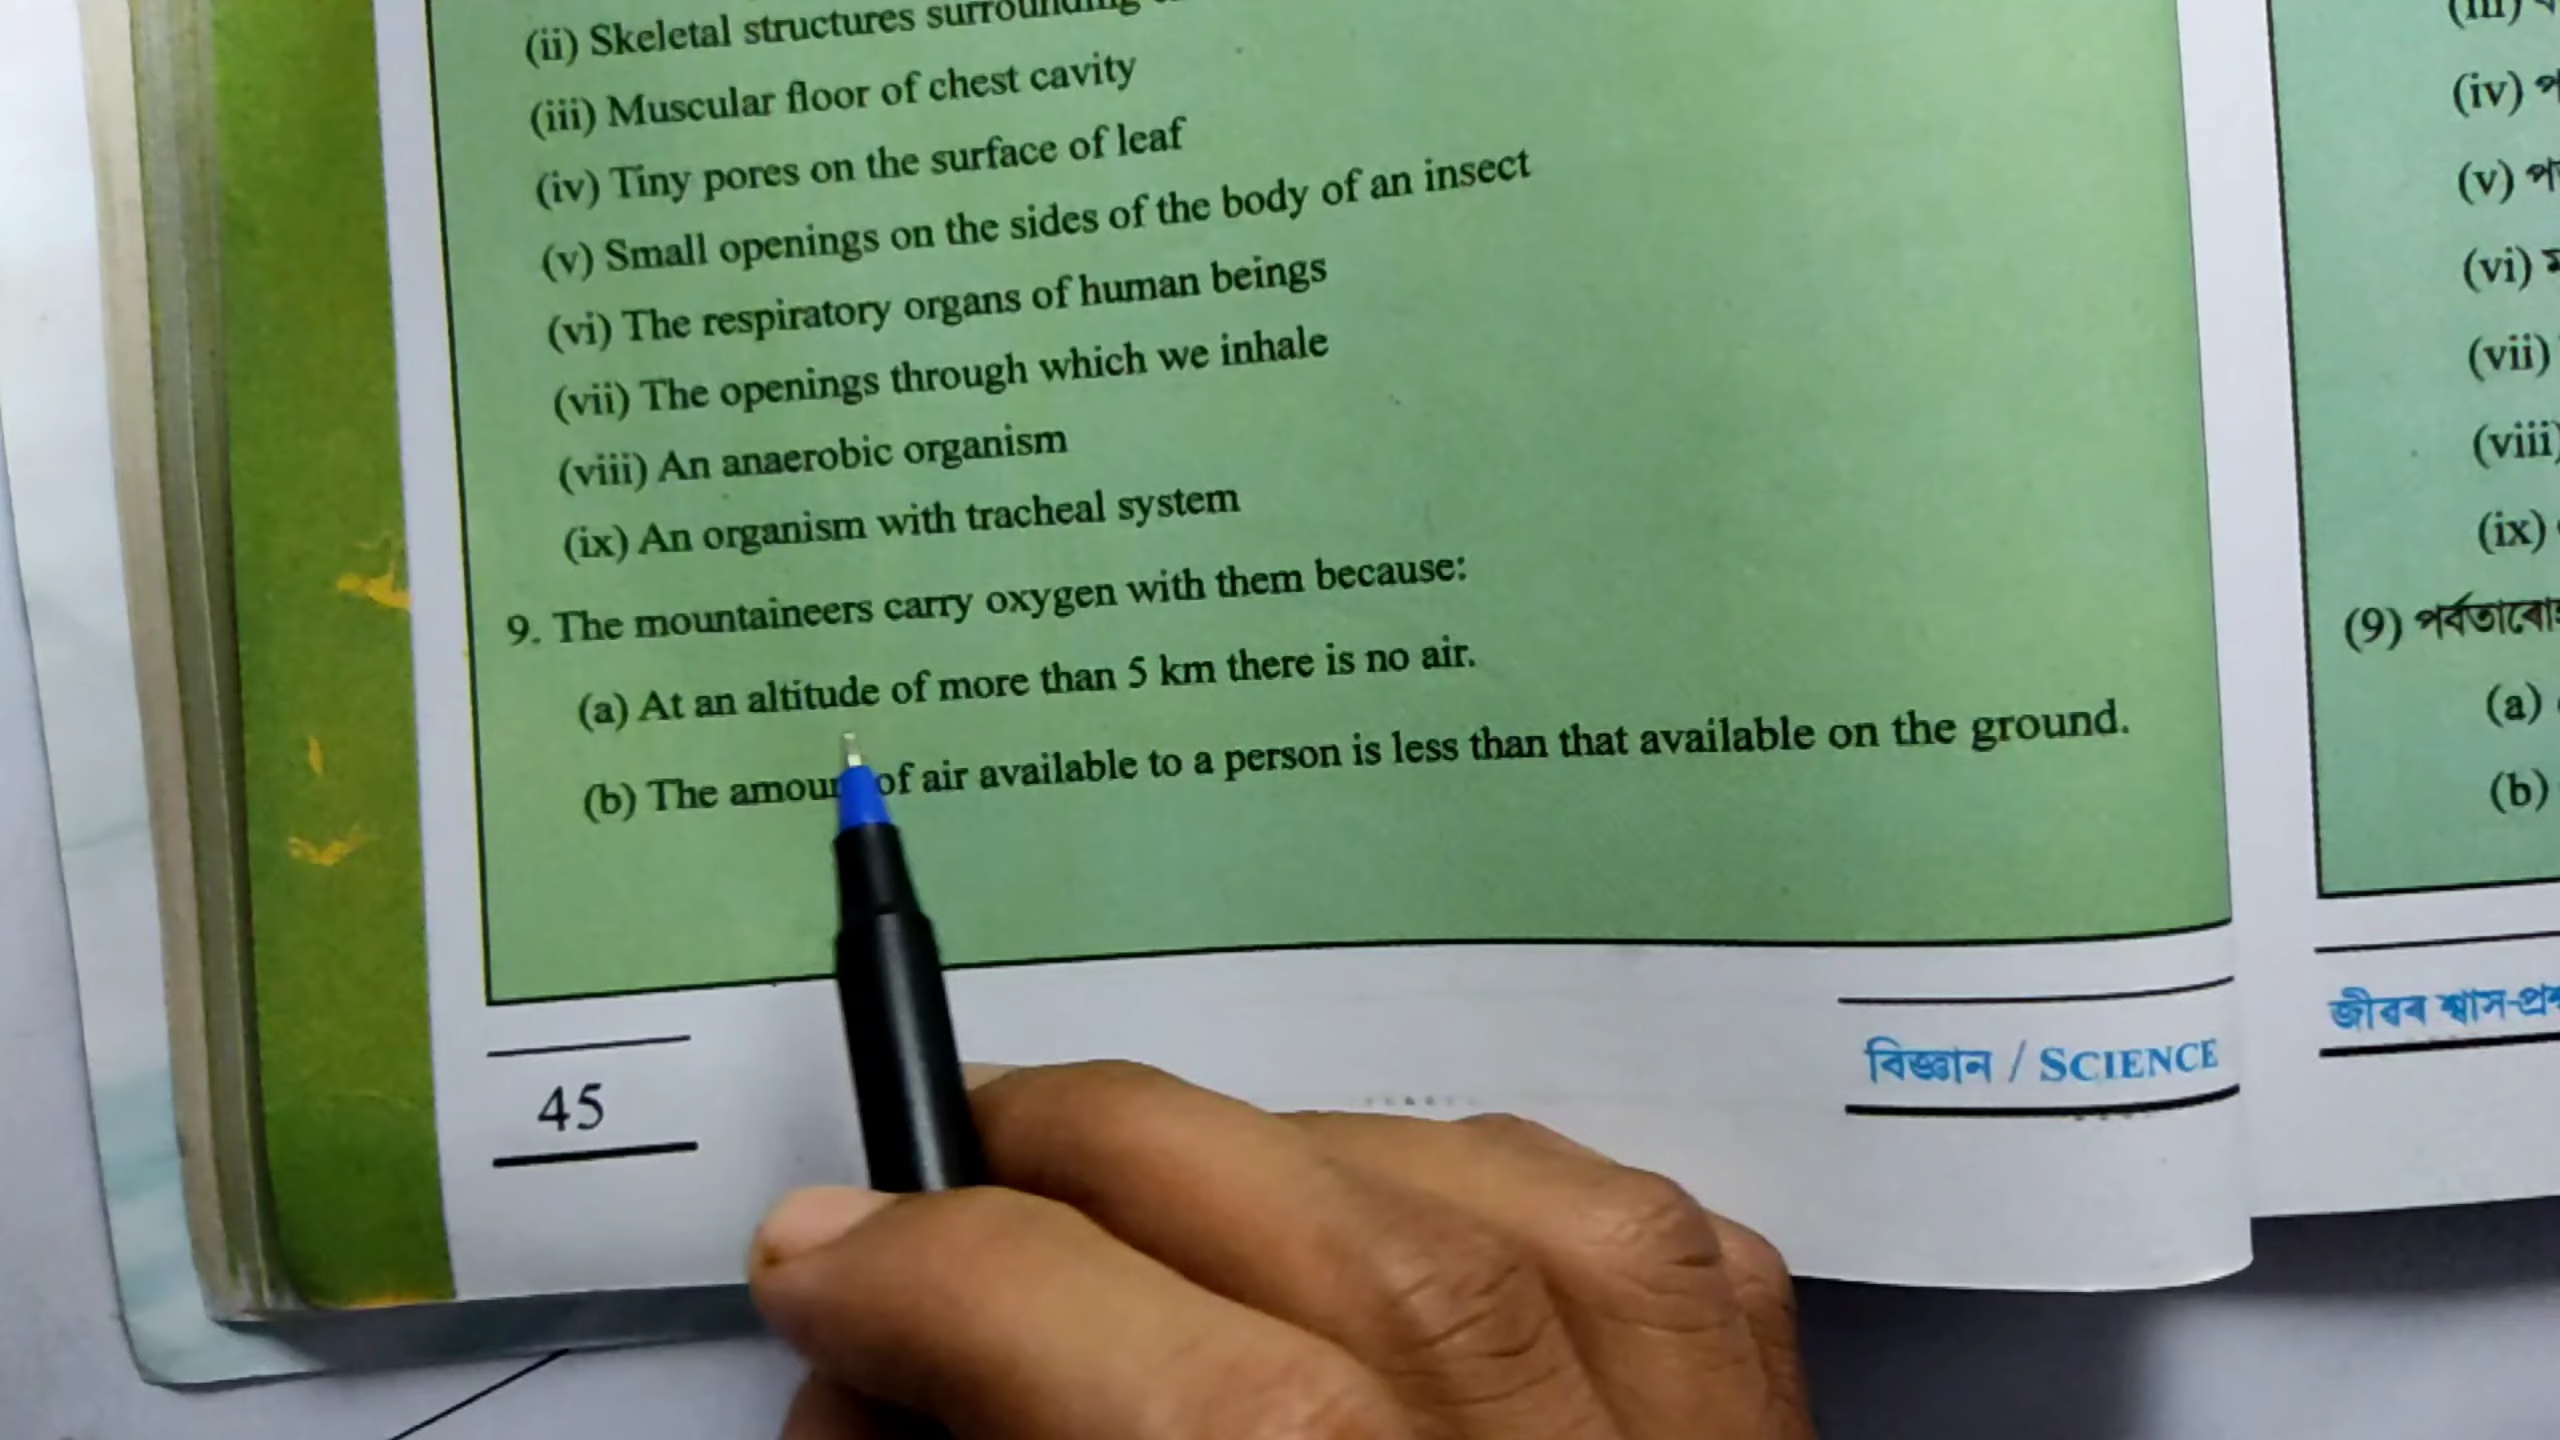 (ii) Skeletal structures surrounding
(iii) Muscular floor of chest cavity
(iv) Tiny pores on the surface of leaf
(v) Small openings on the sides of the body of an insect
(vi) The respiratory organs of human beings
(vii) The openings through which we inhale
(viii) An anaerobic organism
(ix) An organism with tracheal system
9. The mountaineers carry oxygen with them because:
(a) At an altitude of more than 5 km there is no air.
(b) The amount of air available to a person is less than that available on the ground.
45
বিজ্ঞান / SCIENCE
(iii)
(iv)
(v)
(vi)
(vii)
(viii)
(ix)
(9)
(a)
(b)
জীৱৰ